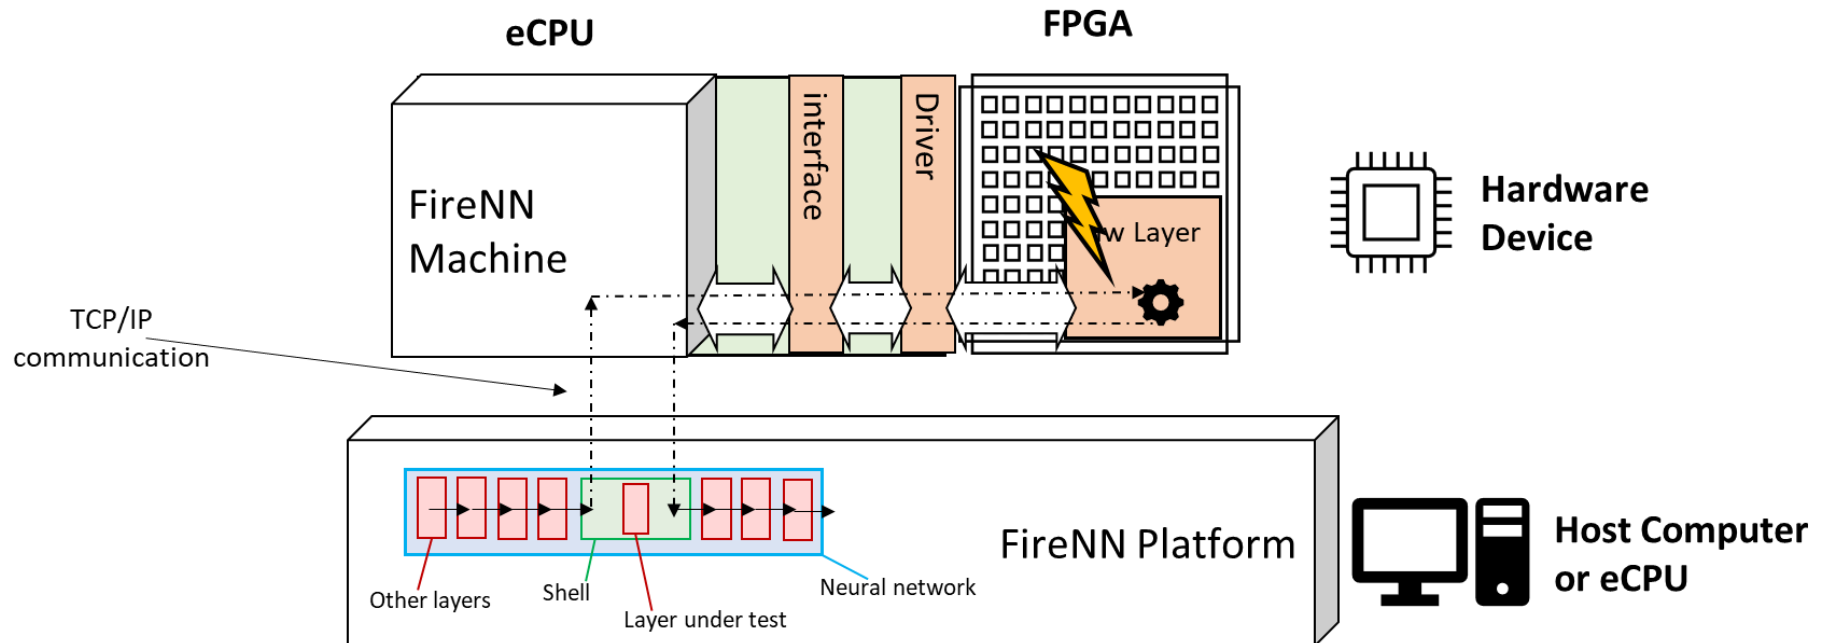 eCPU
FPGA
FireNN
Machine
interface
Driver
Layer
Hardware
Device
TCP/IP
communication
FireNN Platform
Host Computer
or eCPU
Other layers
Shell
Layer under test
Neural network